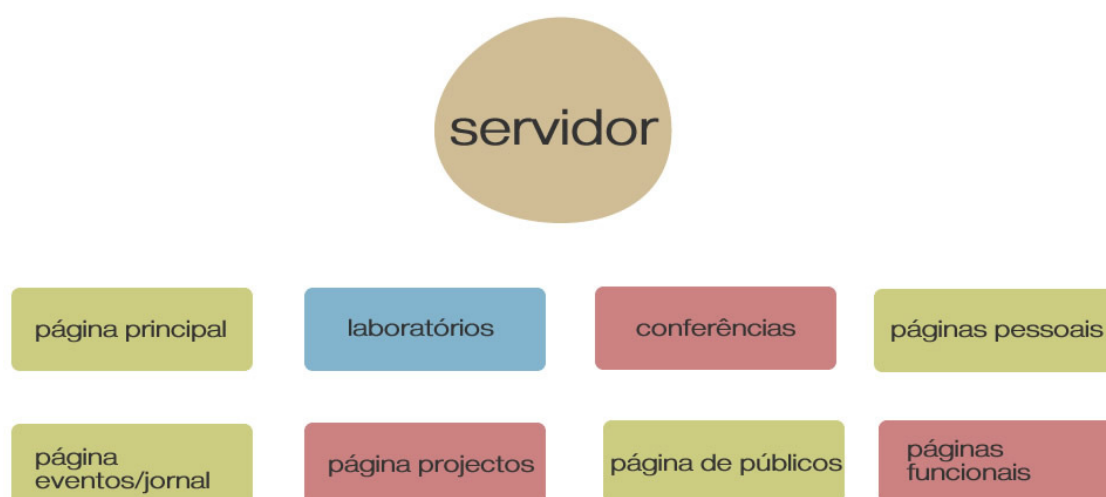 servidor
página principal
laboratórios
conferências
páginas pessoais
página
eventos/jornal
página projectos
página de públicos
páginas
funcionais